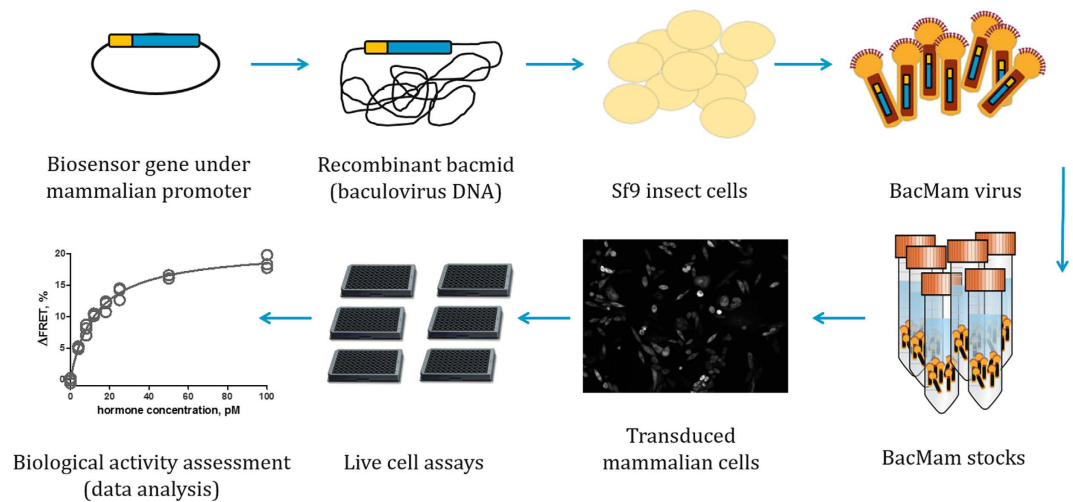 Biosensor gene under
mammalian promoter
Recombinant bacmid
(baculovirus DNA)
Sf9 insect cells
BacMam virus
20
15
10
5
0
ΔFRET, %
0 20 40 60 80 100
hormone concentration, pM
Biological activity assessment
(data analysis)
Live cell assays
Transduced
mammalian cells
BacMam stocks